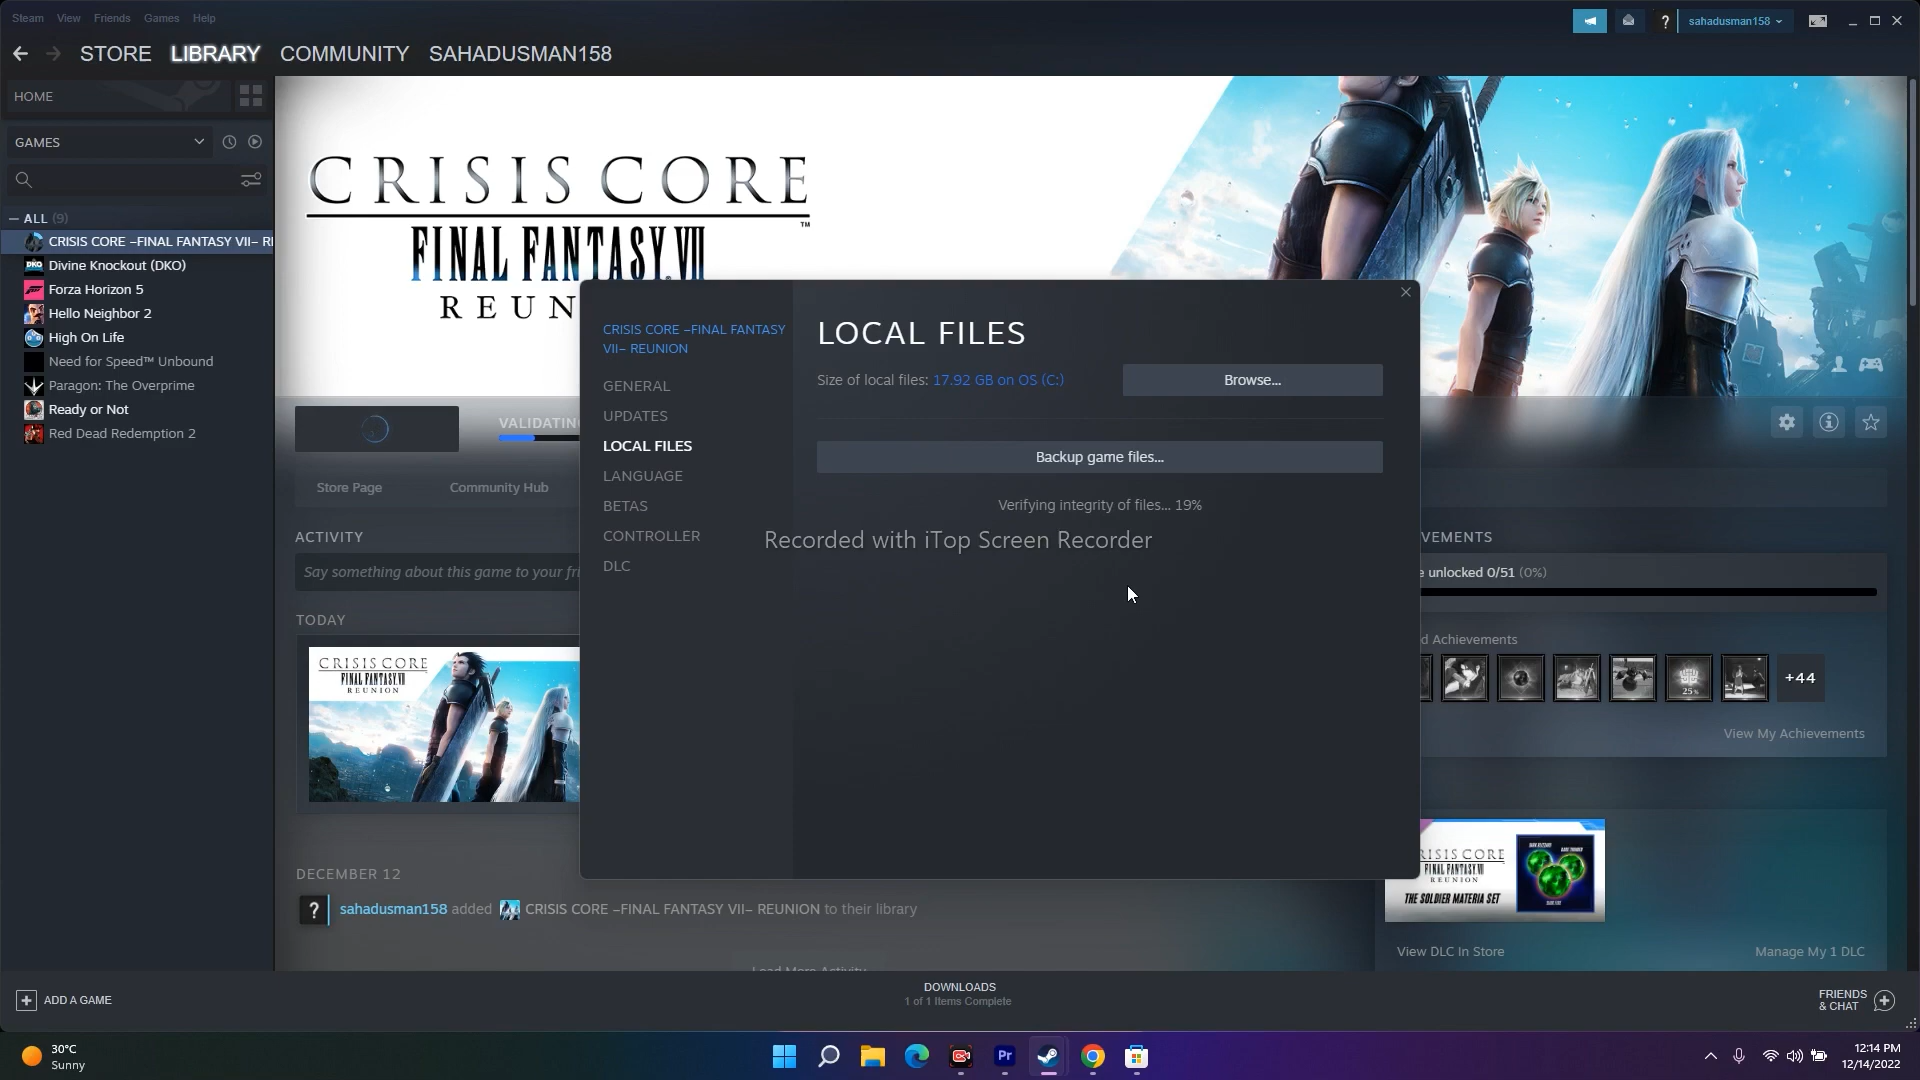 Steam View Friends Games Help
sahadusman158
STORE LIBRARY COMMUNITY SAHADUSMAN158
HOME
GAMES
ALL (9)
CRISIS CORE –FINAL FANTASY VII– RE
Divine Knockout (DKO)
Forza Horizon 5
Hello Neighbor 2
High On Life
Need for Speed™ Unbound
Paragon: The Overprime
Ready or Not
Red Dead Redemption 2
CRISIS CORE™
FINAL FANTASY® VII
REUN
VALIDATIN
Store Page
Community Hub
ACTIVITY
Say something about this game to your fri
TODAY
CRISIS CORE
FINAL FANTASY VII
REUNION
DECEMBER 12
? sahadusman158 added CRISIS CORE –FINAL FANTASY VII– REUNION to their library
CRISIS CORE –FINAL FANTASY
VII– REUNION
GENERAL
UPDATES
LOCAL FILES
LANGUAGE
BETAS
CONTROLLER
DLC
LOCAL FILES
Size of local files: 17.92 GB on OS (C:)
Browse...
Backup game files...
Verifying integrity of files... 19%
Recorded with iTop Screen Recorder
VEMENTS
e unlocked 0/51 (0%)
d Achievements
25%
+44
View My Achievements
RISIS CORE
FINAL FANTASY VII
REUNION
THE SOLDIER MATERIA SET
View DLC In Store
Manage My 1 DLC
ADD A GAME
DOWNLOADS
1 of 1 Items Complete
FRIENDS
& CHAT
30°C
Sunny
Pr
12:14 PM
12/14/2022